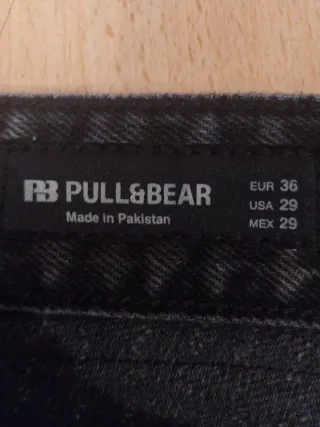 PB PULL&BEAR
Made in Pakistan
EUR 36
USA 29
MEX 29